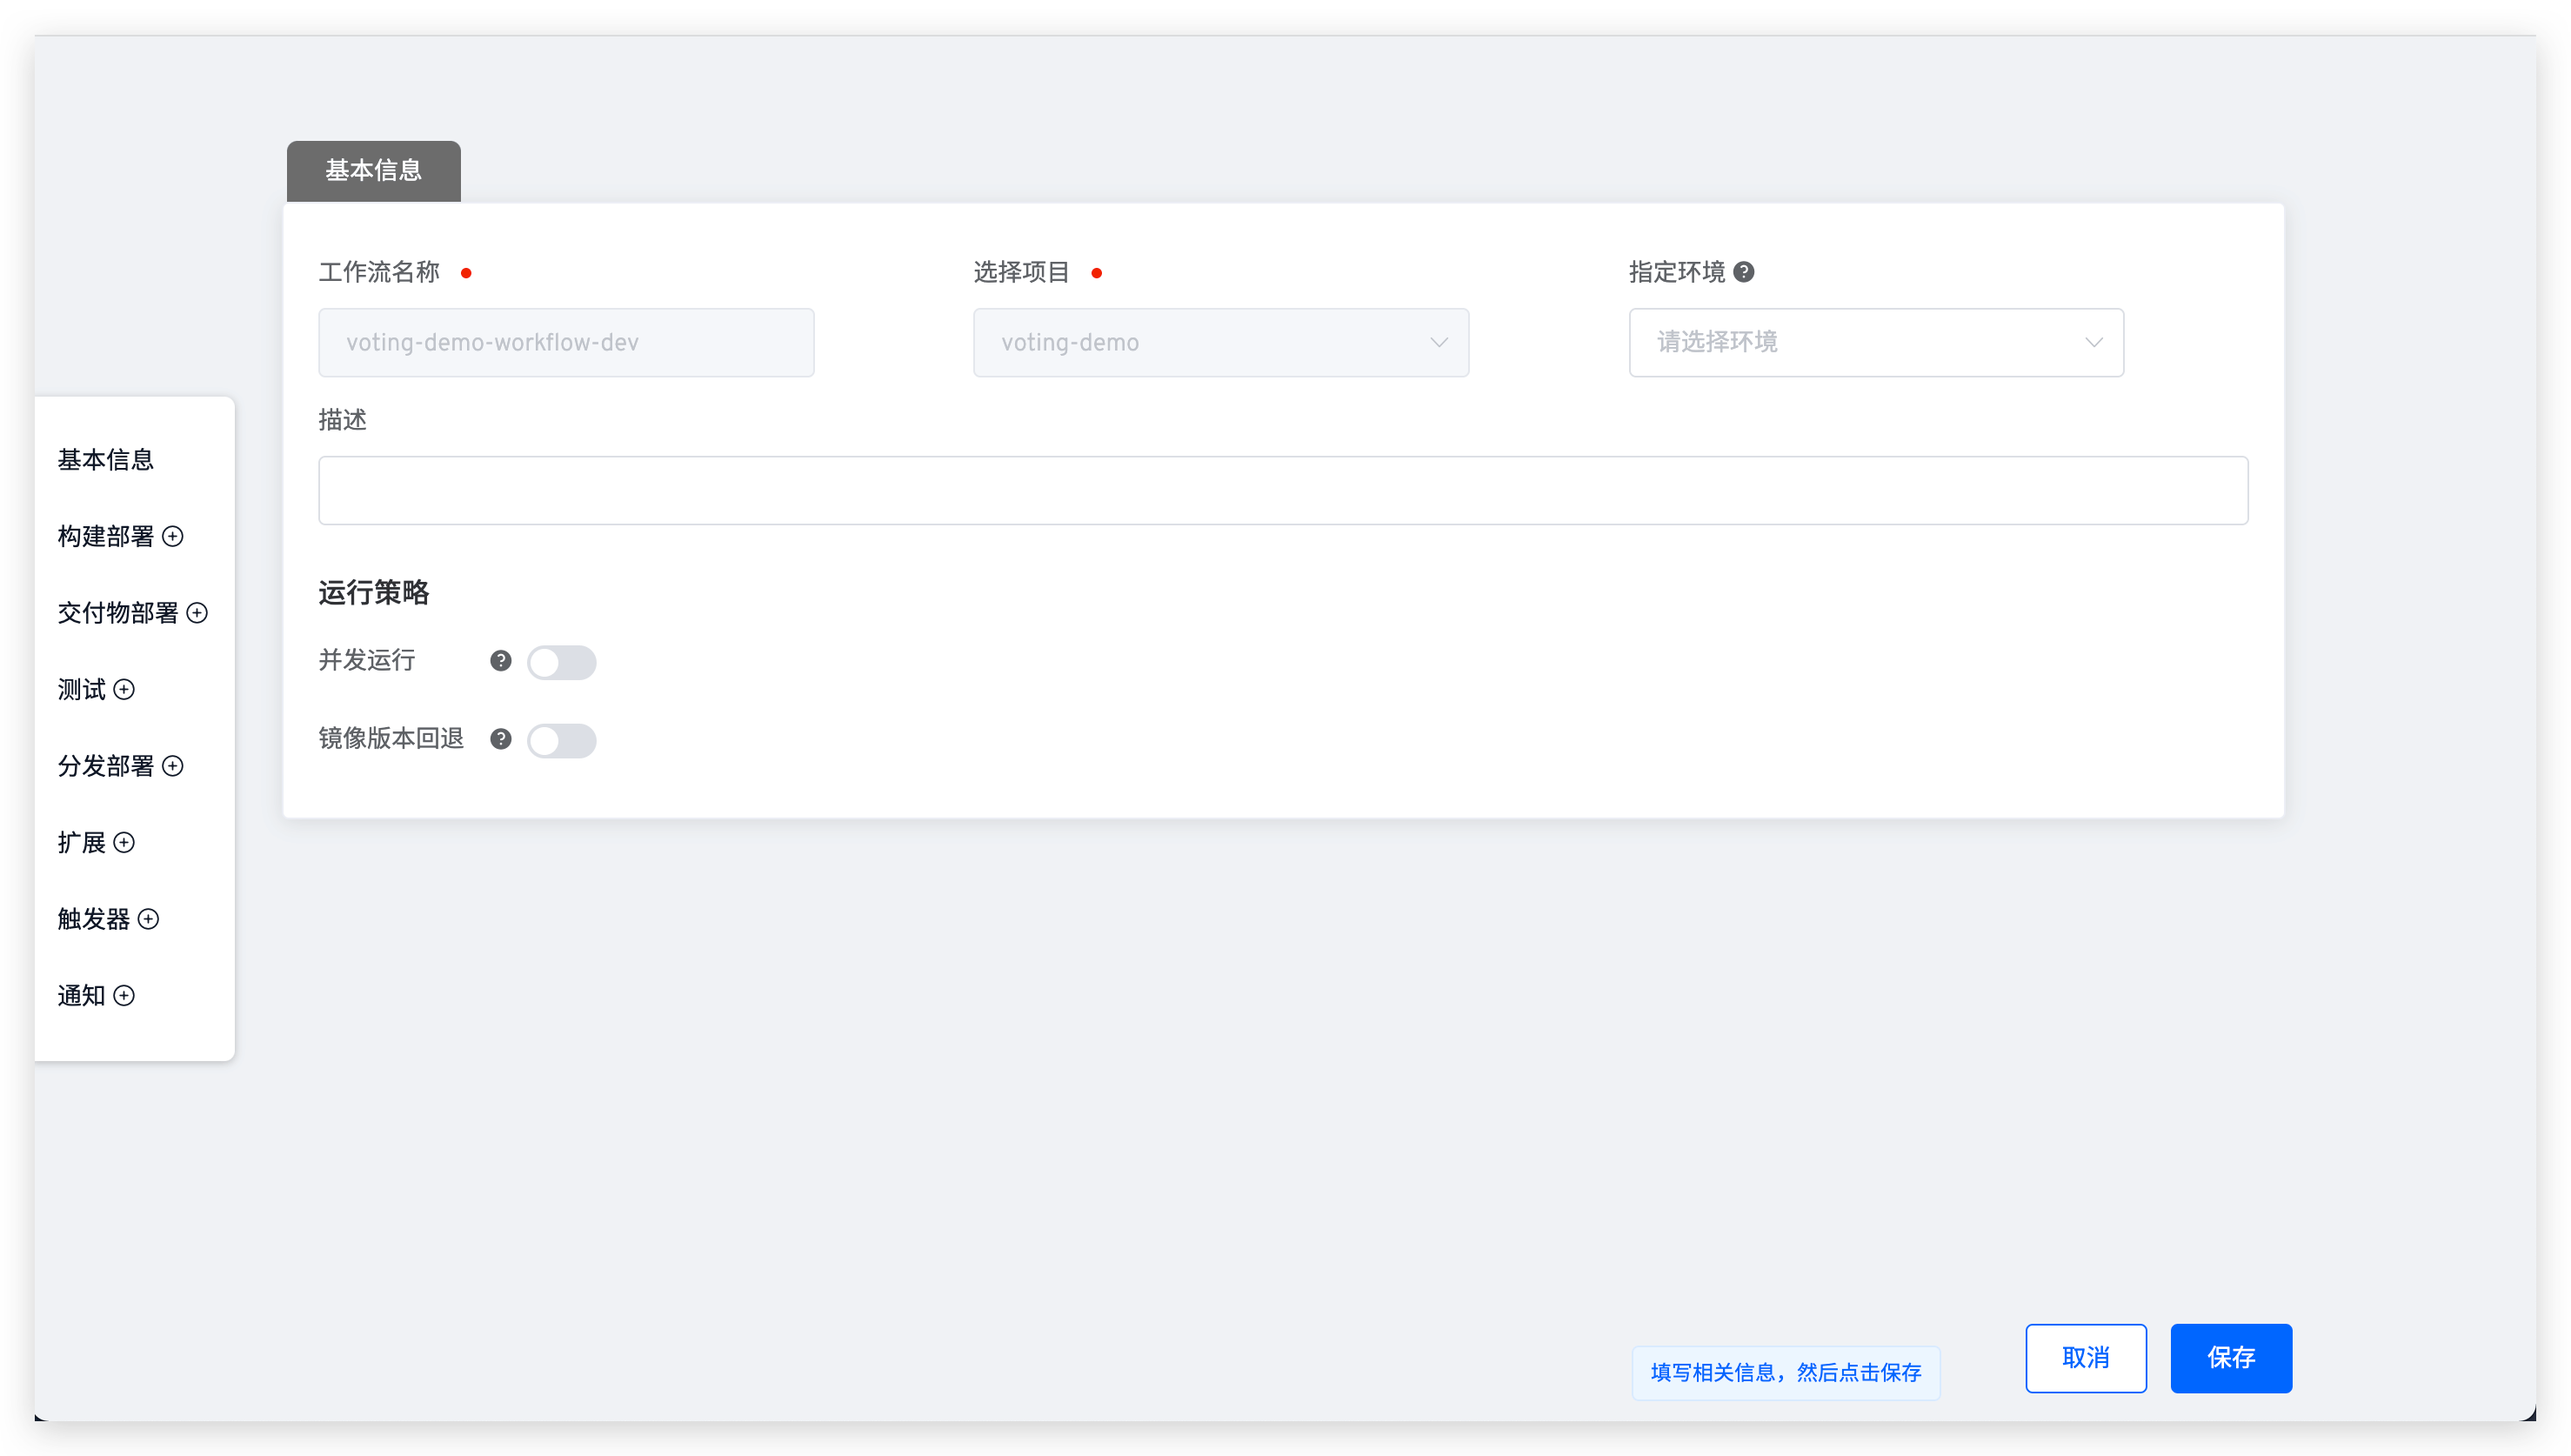 基本信息
工作流名称
选择项目
指定环境
voting-demo-workflow-dev
voting-demo
请选择环境
描述
运行策略
并发运行
镜像版本回退
基本信息
构建部署
交付物部署
测试
分发部署
扩展
触发器
通知
填写相关信息，然后点击保存
取消
保存